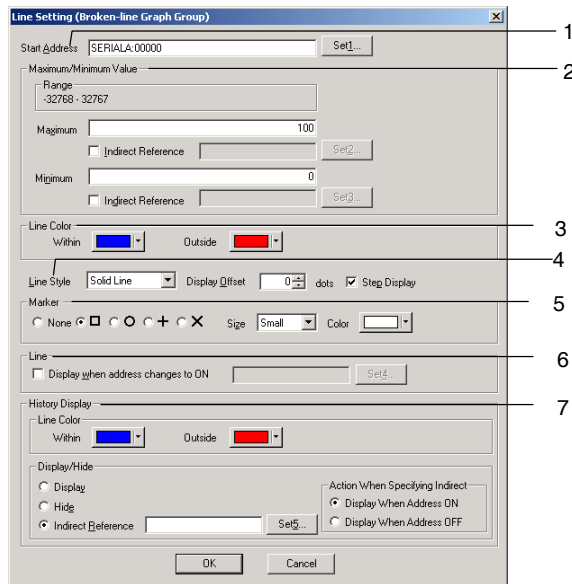 Line Setting (Broken-line Graph Group)
1
Start Address SERIALA:00000 Set1...
2
Maximum/Minimum Value
Range
-32768 - 32767
Maximum 100
Indirect Reference Set2...
Minimum 0
Indirect Reference Set3...
3
Line Color
Within Outside
4
Line Style Solid Line Display Offset 0 dots Step Display
5
Marker
None Size Small Color
6
Line
Display when address changes to ON Set4...
7
History Display
Line Color
Within Outside
Display/Hide
Display
Hide
Indirect Reference Set5...
Action When Specifying Indirect
Display When Address ON
Display When Address OFF
OK Cancel